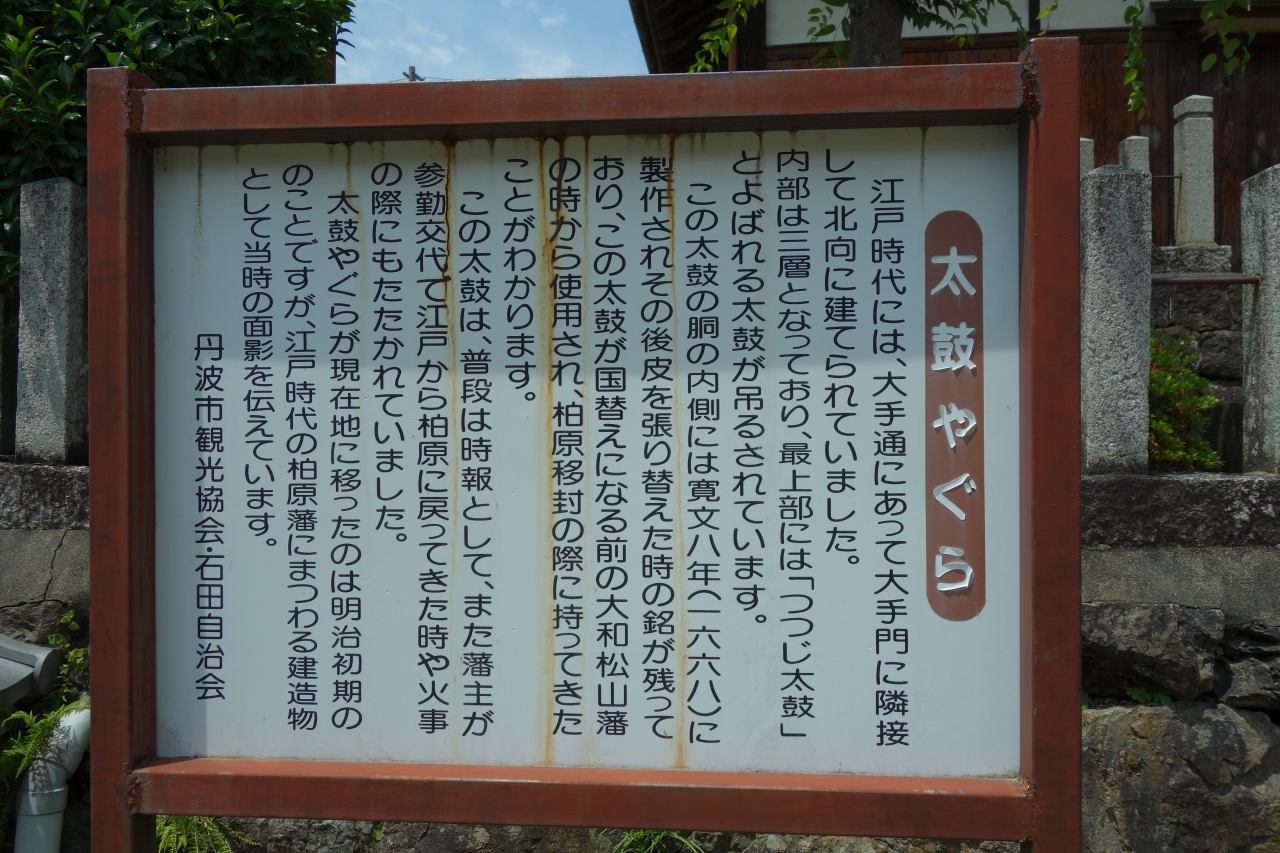 太鼓やぐら
江戸時代には、大手通にあって大手門に隣接
して北向に建てられていました。
内部は三層となっており、最上部には「つつじ太鼓」
とよばれる太鼓が吊るされています。
この太鼓の胴の内側には寛文八年(一六六八)に
製作されその後皮を張り替えた時の銘が残って
おり、この太鼓が国替えになる前の大和松山藩
の時から使用され、柏原移封の際に持ってきた
ことがわかります。
この太鼓は、普段は時報として、また藩主が
参勤交代で江戸から柏原に戻ってきた時や火事
の際にもたたかれていました。
太鼓やぐらが現在地に移ったのは明治初期の
のことですが、江戸時代の柏原藩にまつわる建造物
として当時の面影を伝えています。
丹波市観光協会・石田自治会